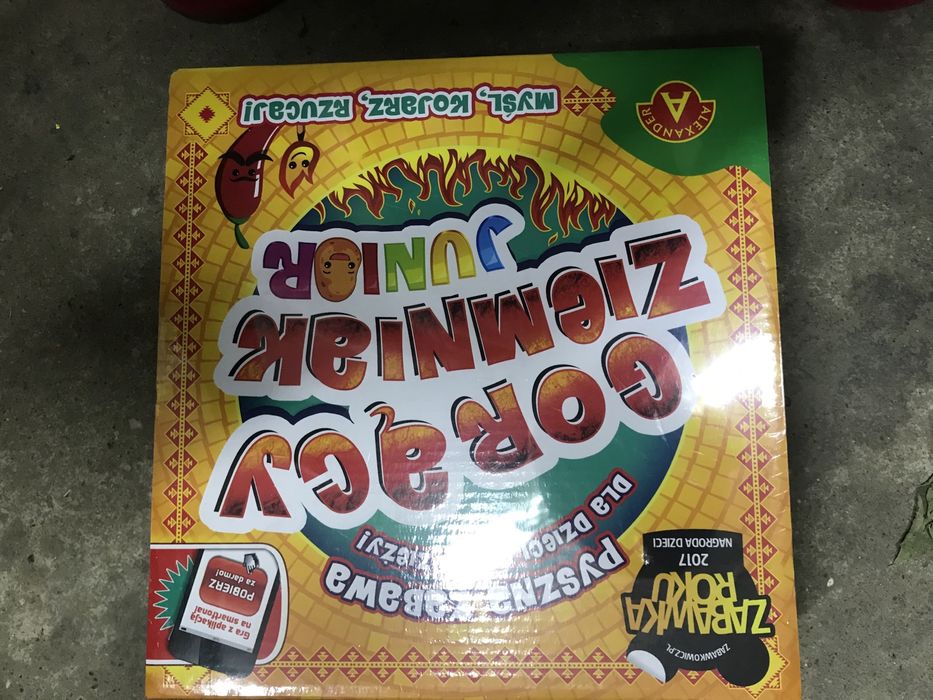 ZABAWKOWICZ.PL
ZABAWKA
ROKU
2017
NAGRODA DZIECI
PYSZNa ZaBaWa
DLa DZIECI
Gra z aplikacją
na smartfona!
POBIERZ
za darmo!
GORĄCY
ZIEMNIaK
JUNIOR
MYŚL, KOJaRZ, RZUCaJ!
ALEXANDER
A